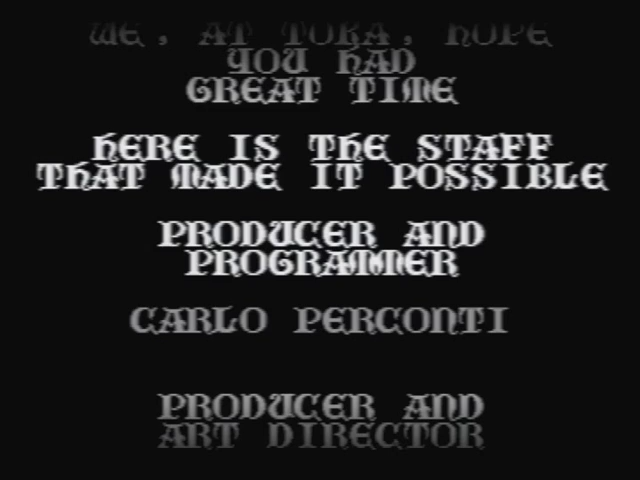 WE, AT TOKA, HOPE
YOU HAD
GREAT TIME
HERE IS THE STAFF
THAT MADE IT POSSIBLE
PRODUCER AND
PROGRAMMER
CARLO PERCONTI
PRODUCER AND
ART DIRECTOR